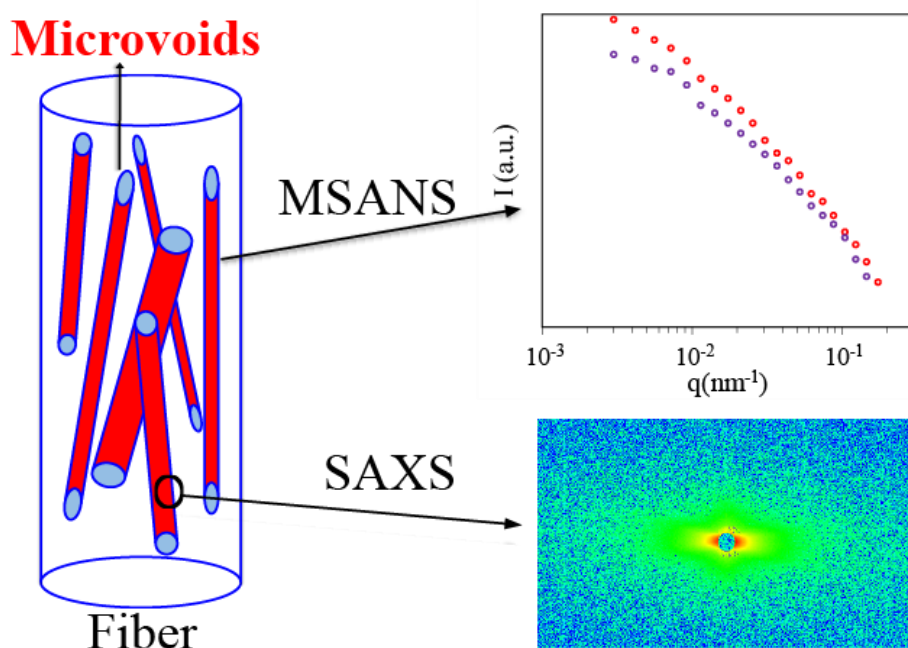 Microvoids
MSANS
SAXS
Fiber
I (a.u.)
10⁻³
10⁻²
10⁻¹
q(nm⁻¹)